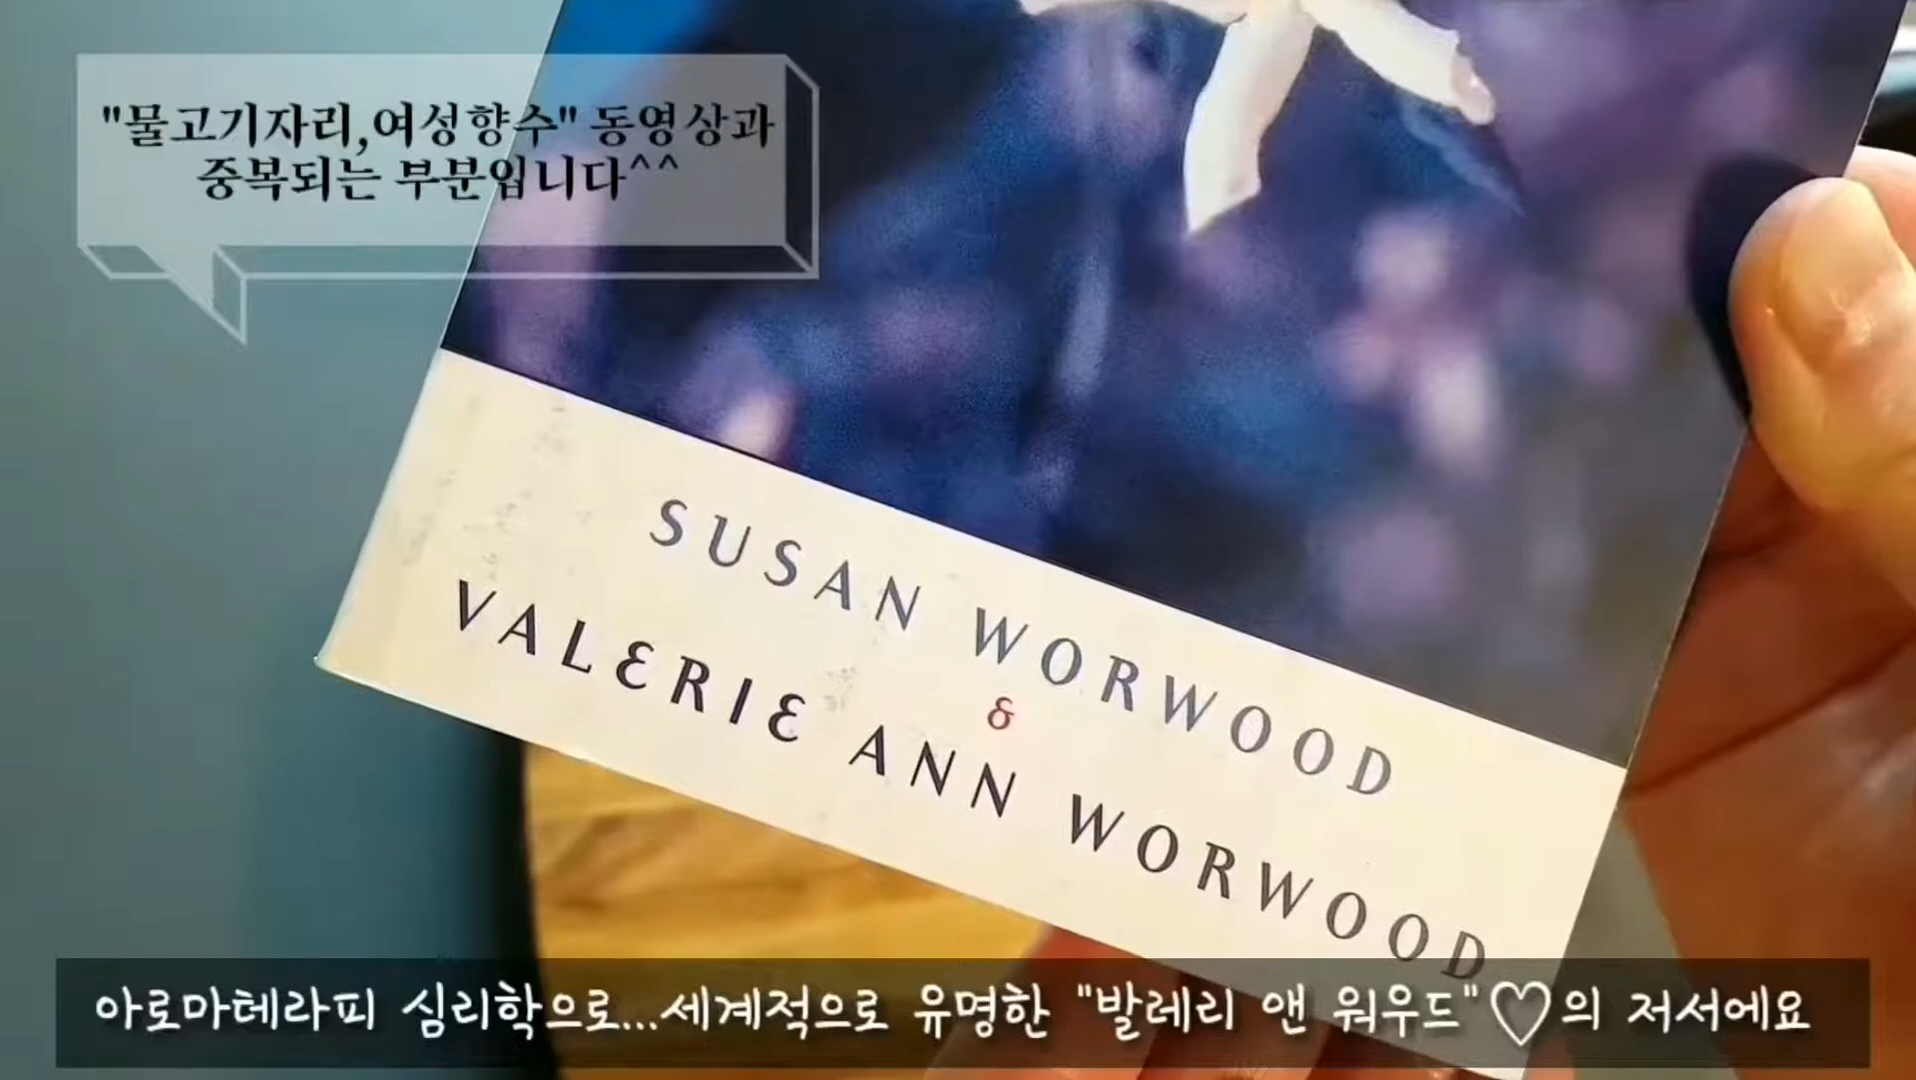 "물고기자리,여성향수" 동영상과
중복되는 부분입니다^^
SUSAN WORWOOD
&
VALERIE ANN WORWOOD
아로마테라피 심리학으로...세계적으로 유명한 "발레리 앤 워우드"♡의 저서에요